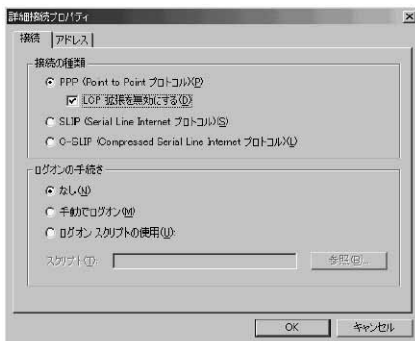 詳細接続プロパティ
接続 アドレス
接続の種類
PPP (Point to Point プロトコル)(P)
LCP 拡張を無効にする(D)
SLIP (Serial Line Internet プロトコル)(S)
C-SLIP (Compressed Serial Line Internet プロトコル)(L)
ログオンの手続き
なし(N)
手動でログオン(M)
ログオン スクリプトの使用(U):
スクリプト(T): 参照(B)...
OK キャンセル